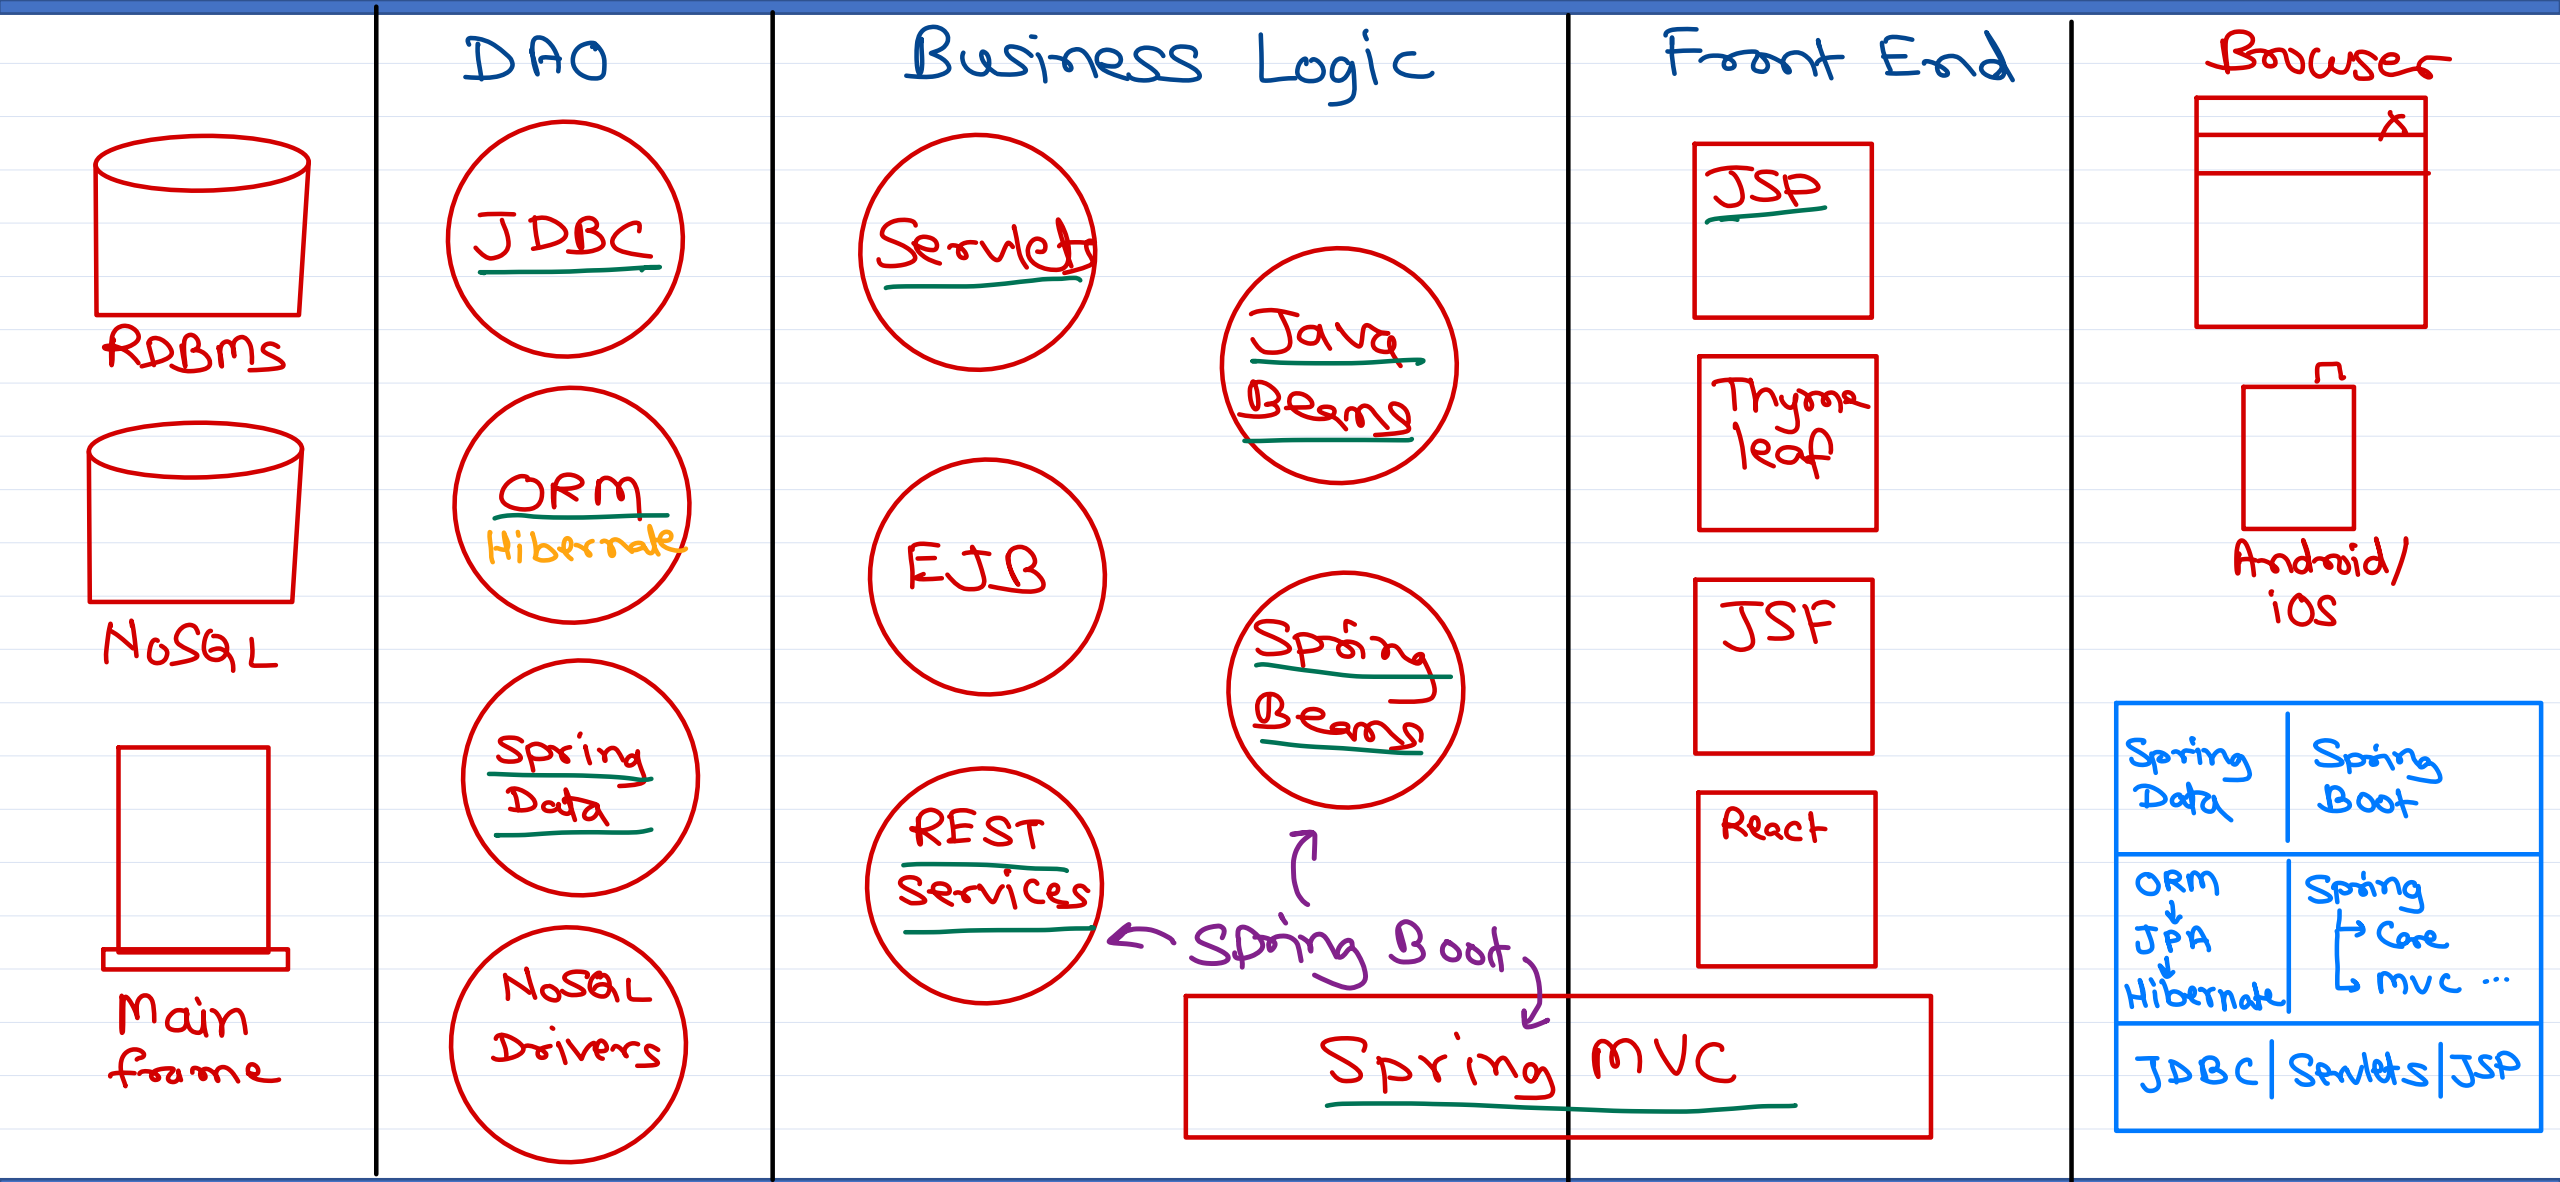 DAO
Business Logic
Front End
Browser
X
RDBMS
NoSQL
Main
frame
JDBC
ORM
Hibernate
Spring
Data
NoSQL
Drivers
Servlets
Java
Beans
EJB
Spring
Beans
REST
Services
Spring Boot
Spring MVC
JSP
Thyme
leaf
JSF
React
Android/
iOS
Spring
Data
Spring
Boot
ORM
JPA
Hibernate
Spring
Core
MVC ...
JDBC | Servlets | JSP